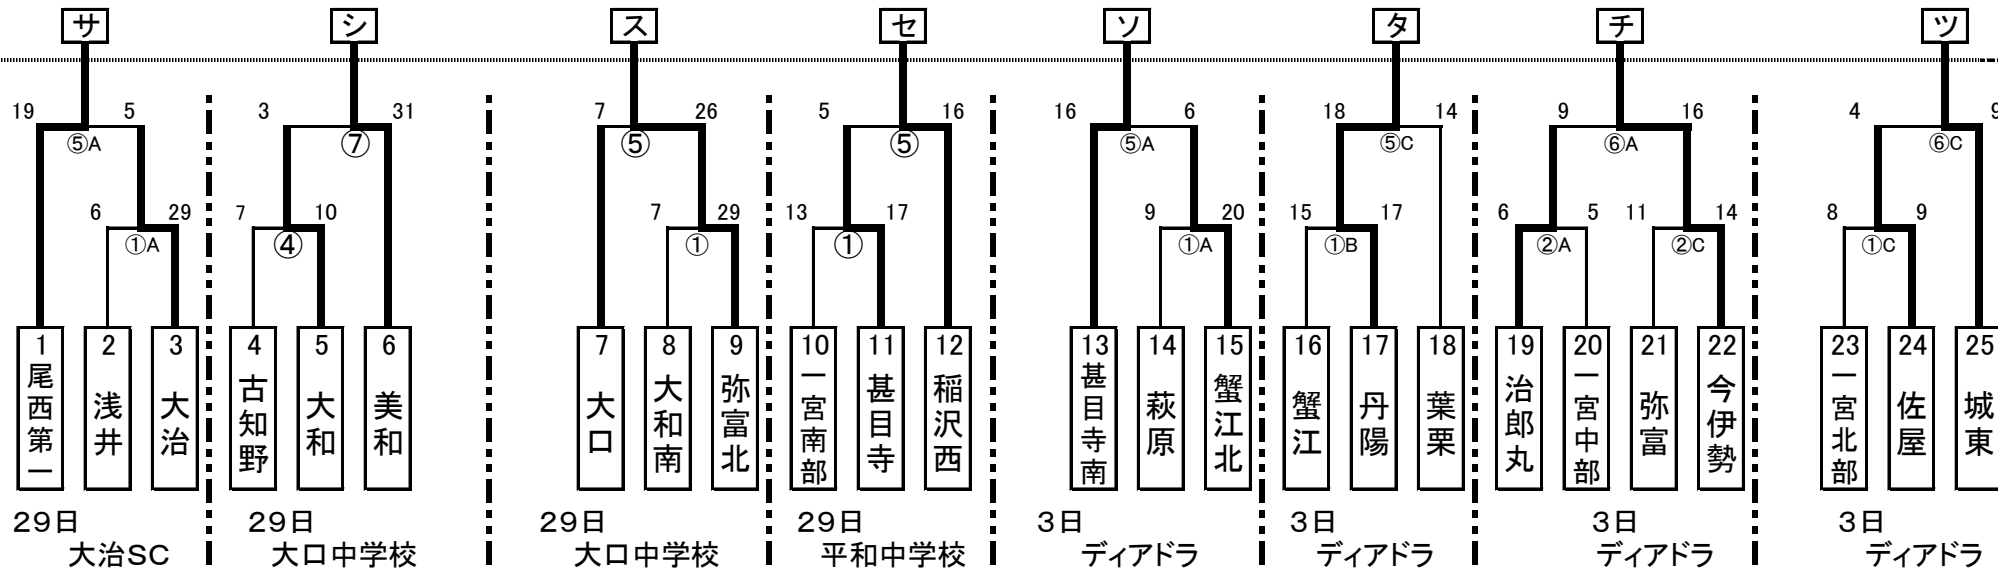 サ シ ス セ ソ タ チ ツ
19 5 3 31 7 26 5 16 16 6 18 14 9 16 4 9
⑤A ⑦ ⑤ ⑤ ⑤A ⑤C ⑥A ⑥C
6 29 7 10 7 29 13 17 9 20 15 17 6 5 11 14 8 9
①A ④ ① ① ①A ①B ②A ②C ①C
1 尾西第一
2 浅井
3 大治
4 古知野
5 大和
6 美和
7 大口
8 大和南
9 弥富北
10 一宮南部
11 甚目寺
12 稲沢西
13 甚目寺南
14 萩原
15 蟹江北
16 蟹江
17 丹陽
18 葉栗
19 治郎丸
20 一宮中部
21 弥富
22 今伊勢
23 一宮北部
24 佐屋
25 城東
29日 29日 29日 29日 3日 3日 3日 3日
大治SC 大口中学校 大口中学校 平和中学校 ディアドラ ディアドラ ディアドラ ディアドラ